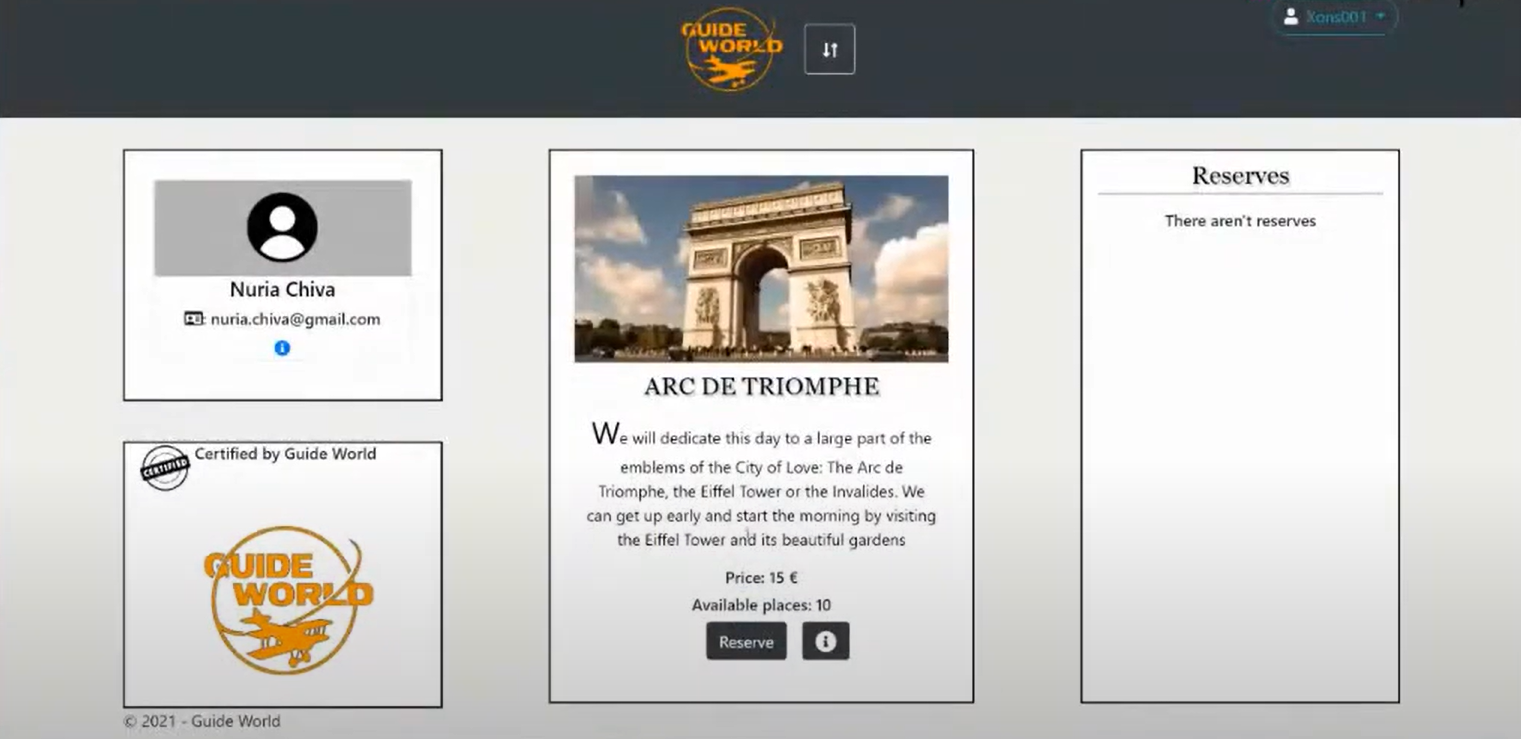 GUIDE
WORLD
Xons001
Nuria Chiva
: nuria.chiva@gmail.com
CERTIFIED
Certified by Guide World
GUIDE
WORLD
© 2021 - Guide World
ARC DE TRIOMPHE
We will dedicate this day to a large part of the
emblems of the City of Love: The Arc de
Triomphe, the Eiffel Tower or the Invalides. We
can get up early and start the morning by visiting
the Eiffel Tower and its beautiful gardens
Price: 15 €
Available places: 10
Reserve
Reserves
There aren't reserves